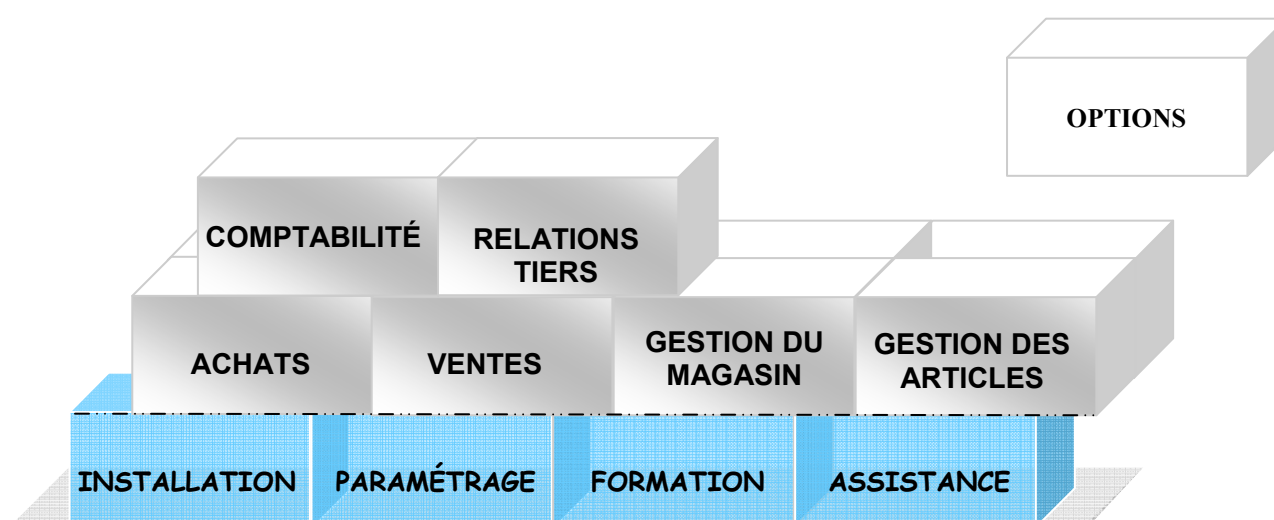 OPTIONS
COMPTABILITÉ
RELATIONS
TIERS
ACHATS
VENTES
GESTION DU
MAGASIN
GESTION DES
ARTICLES
INSTALLATION
PARAMÉTRAGE
FORMATION
ASSISTANCE